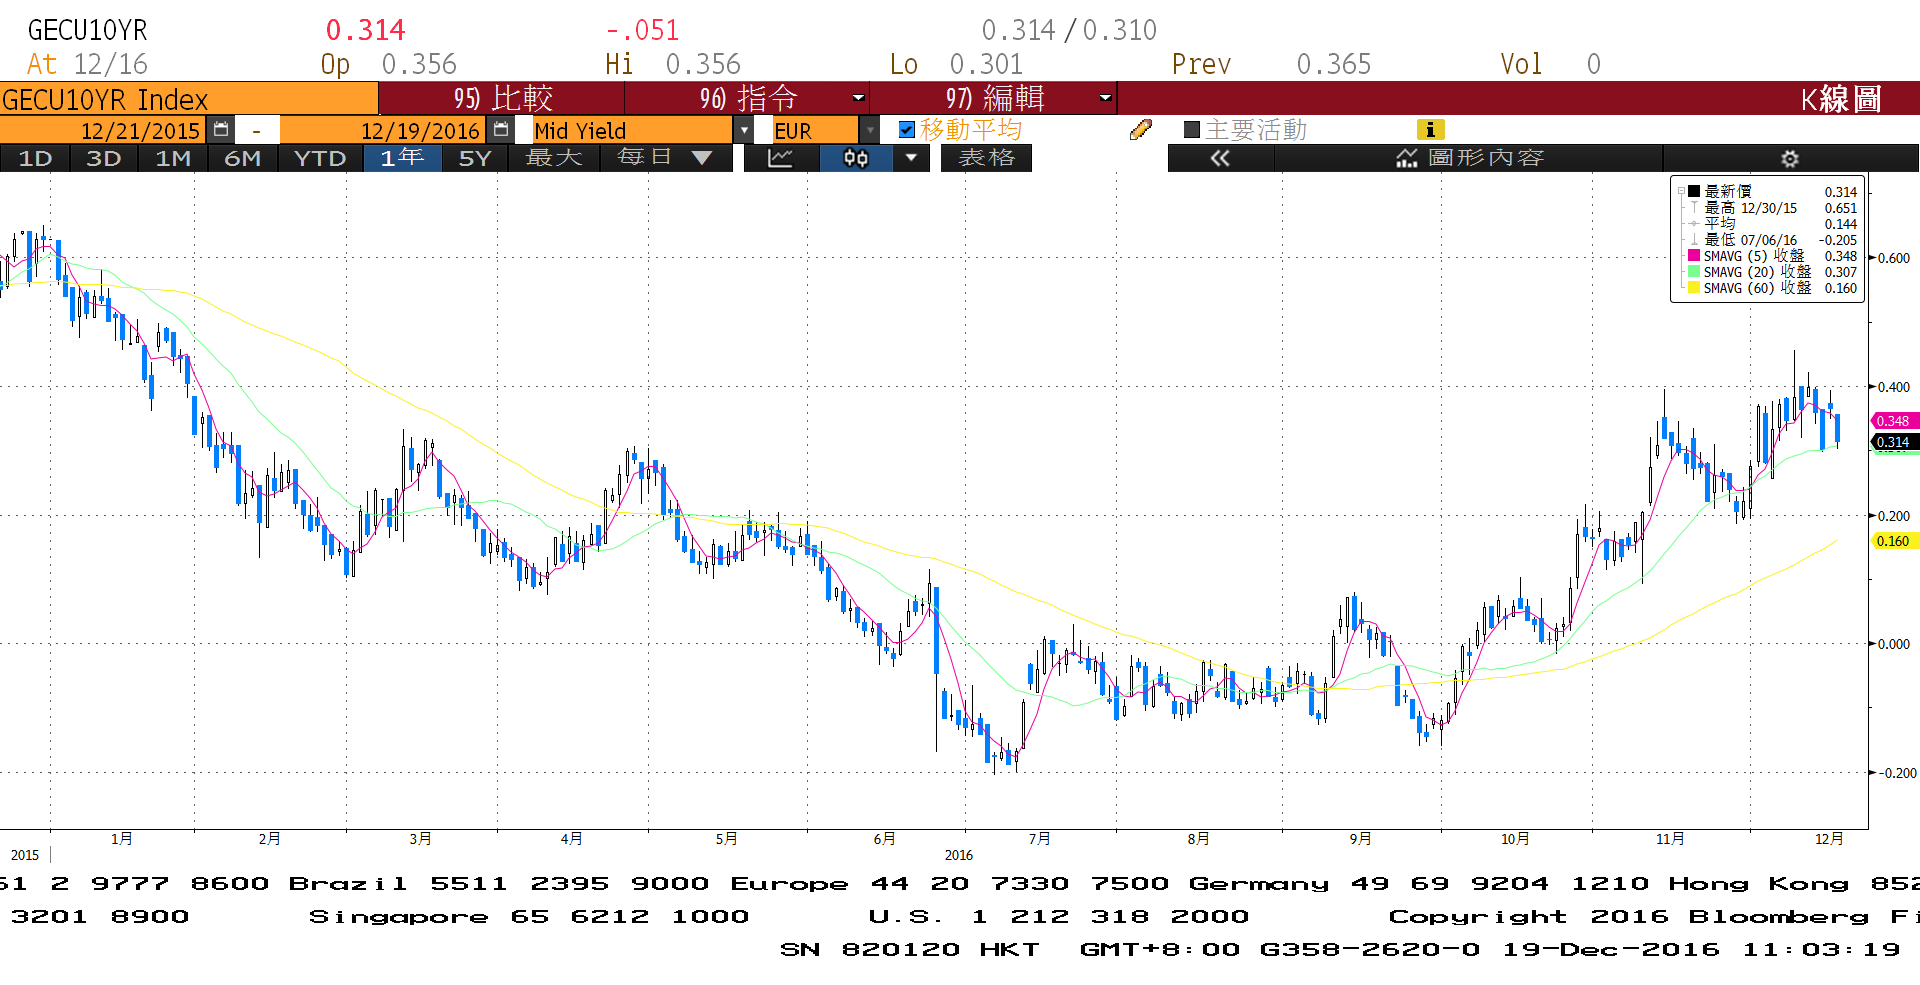 GECU10YR 0.314 -.051 0.314/0.310
At 12/16 Op 0.356 Hi 0.356 Lo 0.301 Prev 0.365 Vol 0
GECU10YR Index 95) 比較 96) 指令 97) 編輯 K線圖
12/21/2015 - 12/19/2016 Mid Yield EUR 移動平均 主要活動
1D 3D 1M 6M YTD 1年 5Y 最大 每日 表格 « 圖形內容
最新價 0.314
最高 12/30/15 0.651
平均 0.144
最低 07/06/16 -0.205
SMAVG (5) 收盤 0.348
SMAVG (20) 收盤 0.307
SMAVG (60) 收盤 0.160
0.600
0.400
0.348
0.314
0.200
0.160
0.000
-0.200
1月 2月 3月 4月 5月 6月 7月 8月 9月 10月 11月 12月
2015 2016
61 2 9777 8600 Brazil 5511 2395 9000 Europe 44 20 7330 7500 Germany 49 69 9204 1210 Hong Kong 852
3201 8900 Singapore 65 6212 1000 U.S. 1 212 318 2000 Copyright 2016 Bloomberg Fi
SN 820120 HKT GMT+8:00 G358-2620-0 19-Dec-2016 11:03:19